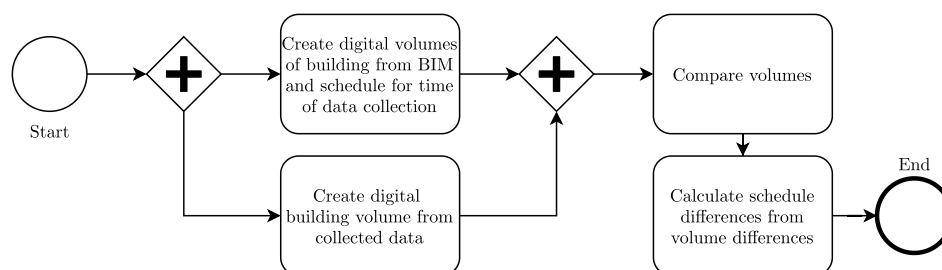 Start
Create digital volumes
of building from BIM
and schedule for time
of data collection
Create digital
building volume from
collected data
Compare volumes
Calculate schedule
differences from
volume differences
End